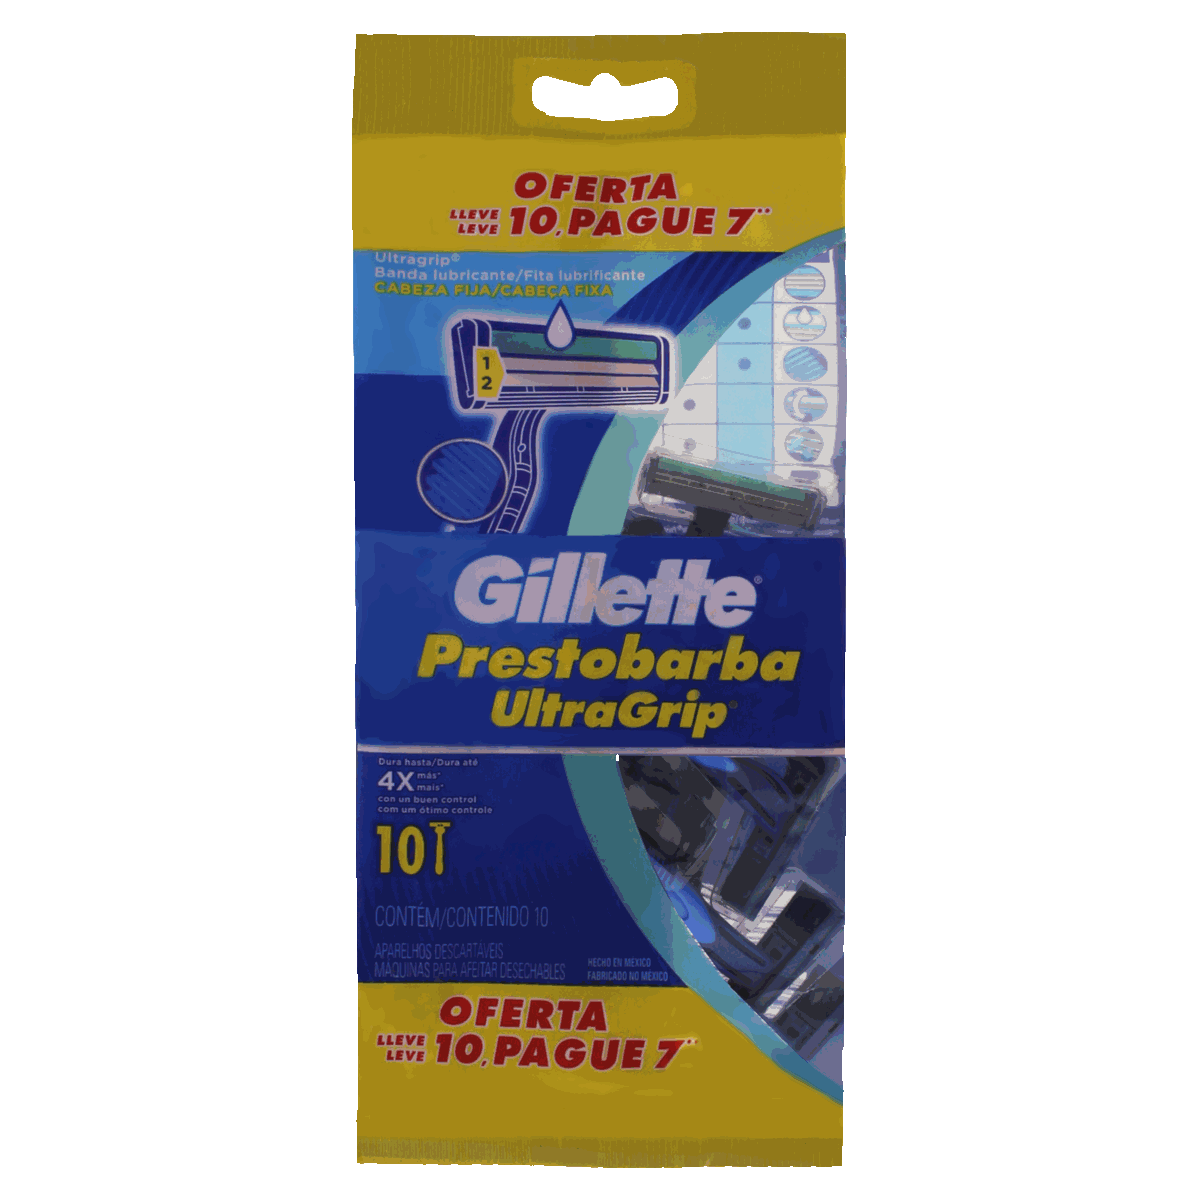 OFERTA
LLEVE
LEVE 10, PAGUE 7**
Ultragrip®
Banda lubricante/Fita lubrificante
CABEZA FIJA/CABEÇA FIXA
1
2
Gillette®
Prestobarba
UltraGrip®
Dura hasta/Dura até
4X más*
mais*
con un buen control
com um ótimo controle
10
CONTÉM/CONTENIDO 10
APARELHOS DESCARTÁVEIS
MÁQUINAS PARA AFEITAR DESECHABLES
HECHO EN MÉXICO
FABRICADO NO MÉXICO
OFERTA
LLEVE
LEVE 10, PAGUE 7**